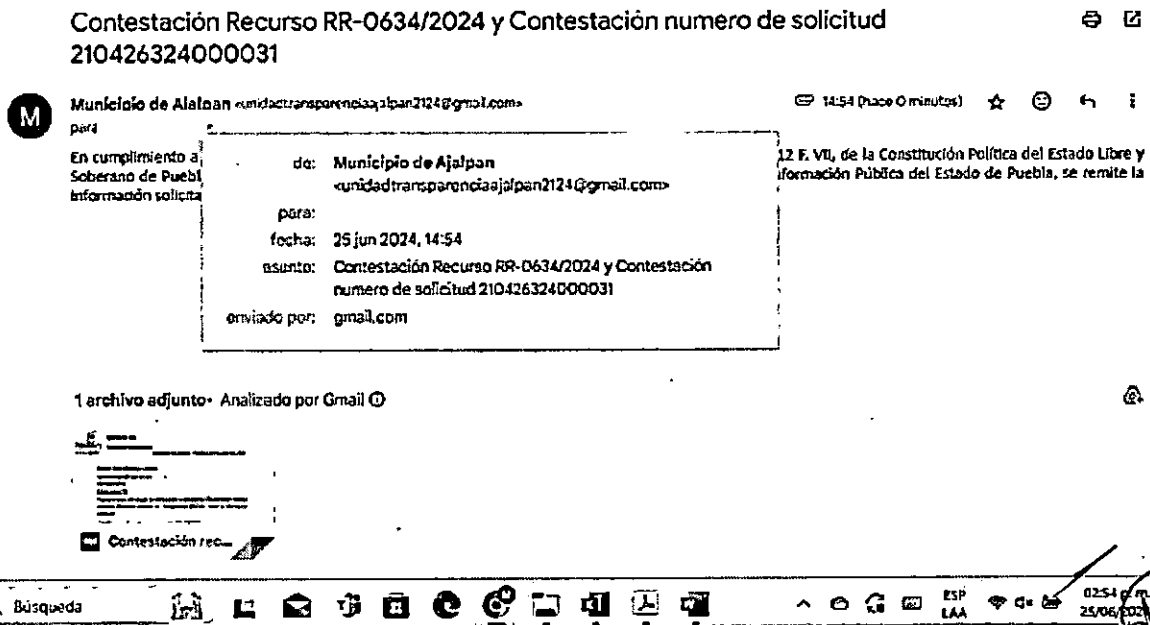 Contestación Recurso RR-0634/2024 y Contestación numero de solicitud
210426324000031
M
Municipio de Ajalpan <unidadtransparenciaajalpan2124@gmail.com>
14:54 (hace 0 minutos)
para
En cumplimiento a
12 F. VII, de la Constitución Política del Estado Libre y
Soberano de Puebl
formación Pública del Estado de Puebla, se remite la
información solicita
de: Municipio de Ajalpan
<unidadtransparenciaajalpan2124@gmail.com>
para:
fecha: 25 jun 2024, 14:54
asunto: Contestación Recurso RR-0634/2024 y Contestación
numero de solicitud 210426324000031
enviado por: gmail.com
1 archivo adjunto• Analizado por Gmail
Contestación rec...
Búsqueda
ESP
LAA
02:54
25/06/